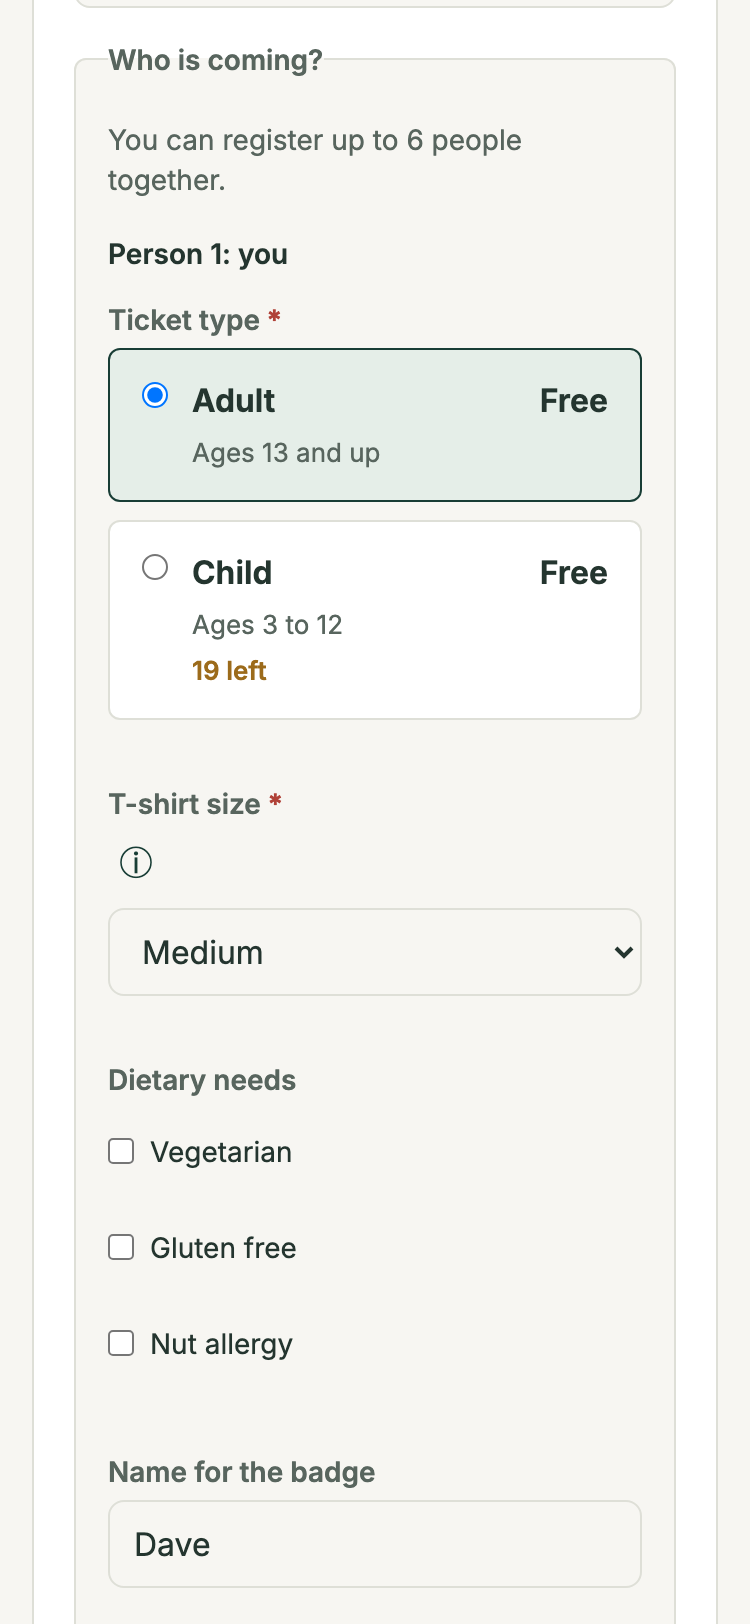 Who is coming?
You can register up to 6 people
together.
Person 1: you
Ticket type *
Adult Free
Ages 13 and up
Child Free
Ages 3 to 12
19 left
T-shirt size *
Medium
Dietary needs
Vegetarian
Gluten free
Nut allergy
Name for the badge
Dave